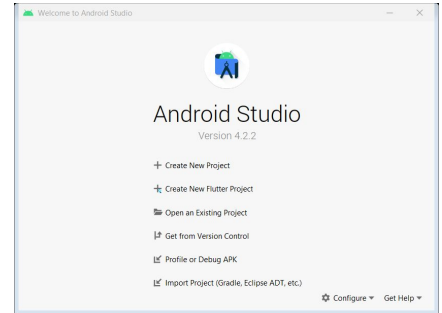 Welcome to Android Studio
Android Studio
Version 4.2.2
Create New Project
Create New Flutter Project
Open an Existing Project
Get from Version Control
Profile or Debug APK
Import Project (Gradle, Eclipse ADT, etc.)
Configure Get Help